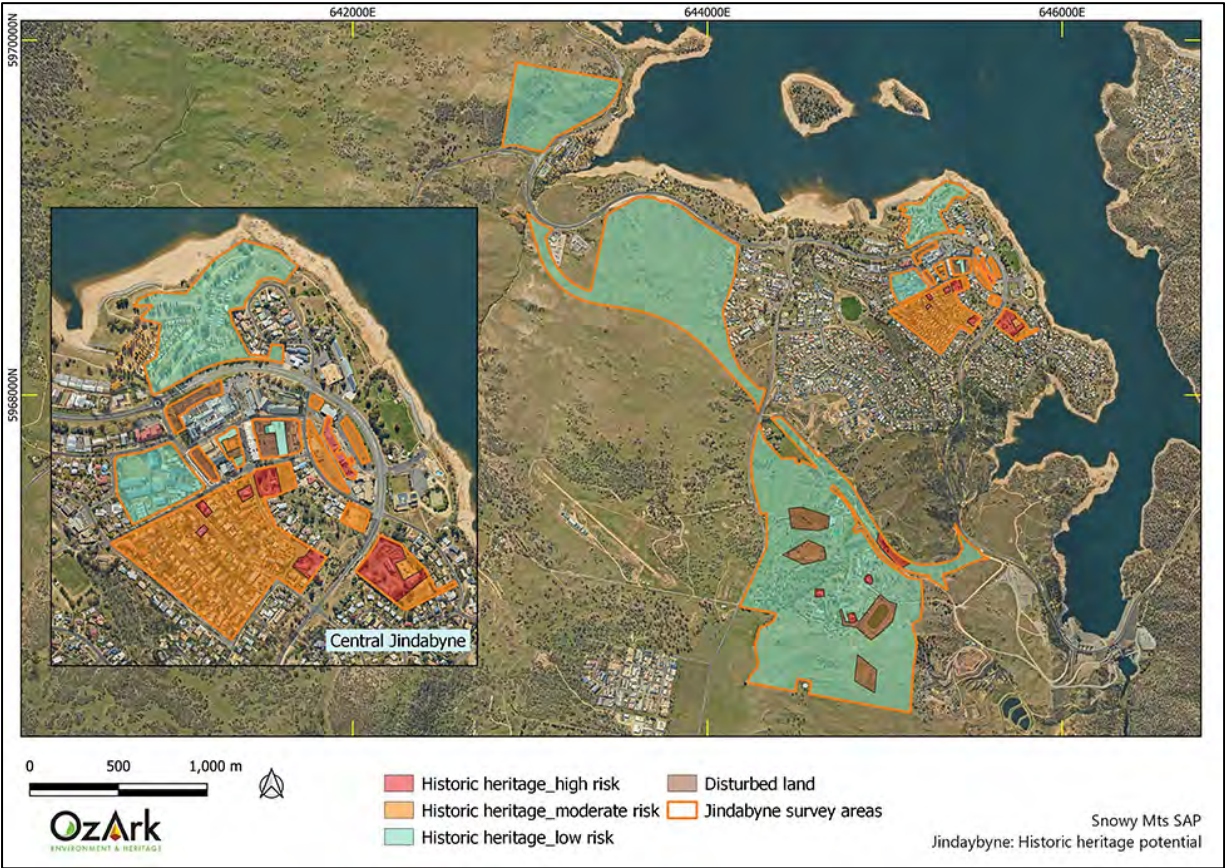 642000E
644000E
646000E
5970000N
5968000N
Central Jindabyne
0 500 1,000 m
OzArk
ENVIRONMENT & HERITAGE
Historic heritage_high risk
Historic heritage_moderate risk
Historic heritage_low risk
Disturbed land
Jindabyne survey areas
Snowy Mts SAP
Jindaybyne: Historic heritage potential